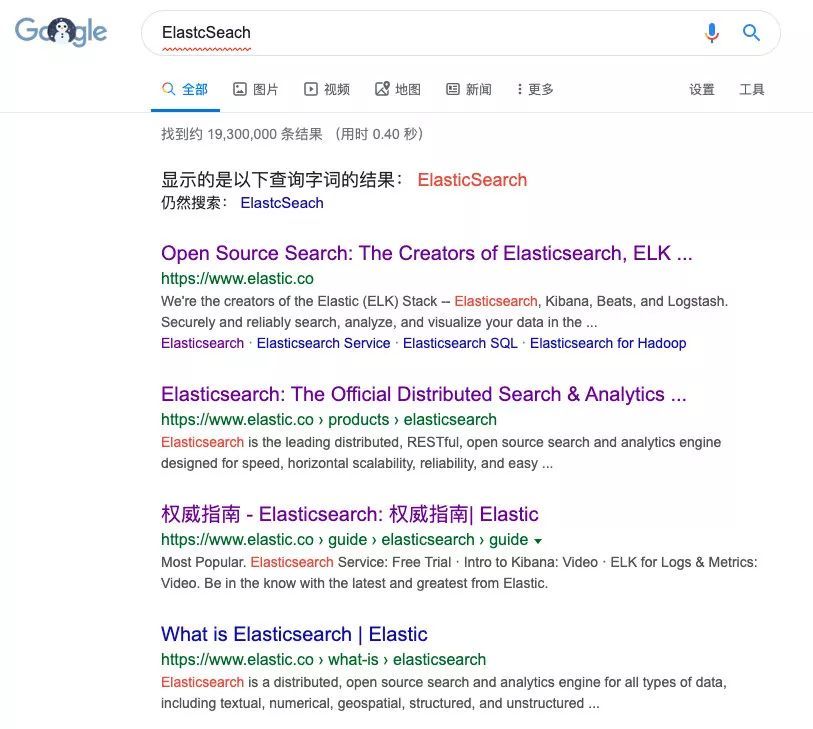 Google
ElastcSeach
全部 图片 视频 地图 新闻 更多 设置 工具
找到约 19,300,000 条结果 （用时 0.40 秒）
显示的是以下查询字词的结果： ElasticSearch
仍然搜索： ElastcSeach
Open Source Search: The Creators of Elasticsearch, ELK ...
https://www.elastic.co
We're the creators of the Elastic (ELK) Stack -- Elasticsearch, Kibana, Beats, and Logstash.
Securely and reliably search, analyze, and visualize your data in the ...
Elasticsearch · Elasticsearch Service · Elasticsearch SQL · Elasticsearch for Hadoop
Elasticsearch: The Official Distributed Search & Analytics ...
https://www.elastic.co › products › elasticsearch
Elasticsearch is the leading distributed, RESTful, open source search and analytics engine
designed for speed, horizontal scalability, reliability, and easy ...
权威指南 - Elasticsearch: 权威指南| Elastic
https://www.elastic.co › guide › elasticsearch › guide
Most Popular. Elasticsearch Service: Free Trial · Intro to Kibana: Video · ELK for Logs & Metrics:
Video. Be in the know with the latest and greatest from Elastic.
What is Elasticsearch | Elastic
https://www.elastic.co › what-is › elasticsearch
Elasticsearch is a distributed, open source search and analytics engine for all types of data,
including textual, numerical, geospatial, structured, and unstructured ...